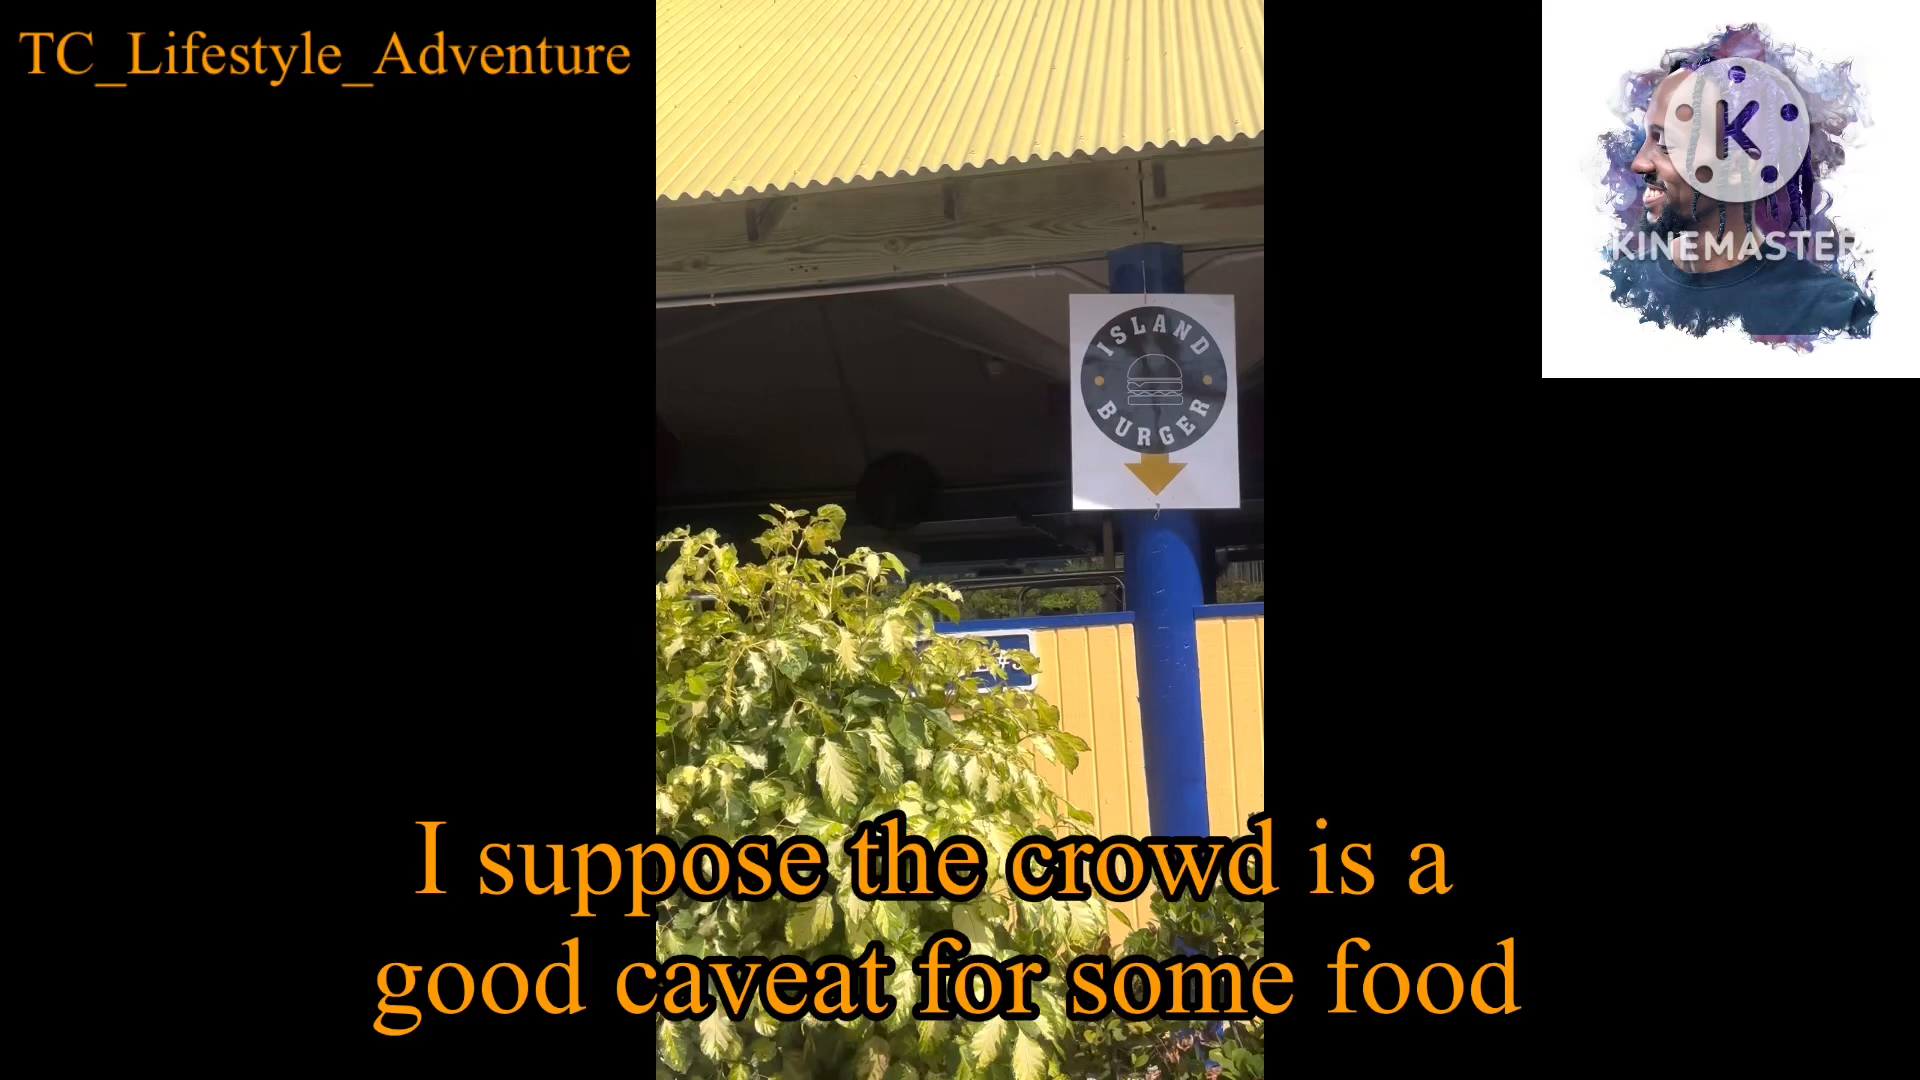 TC_Lifestyle_Adventure
K
KINEMASTER
ISLAND
BURGER
I suppose the crowd is a
good caveat for some food